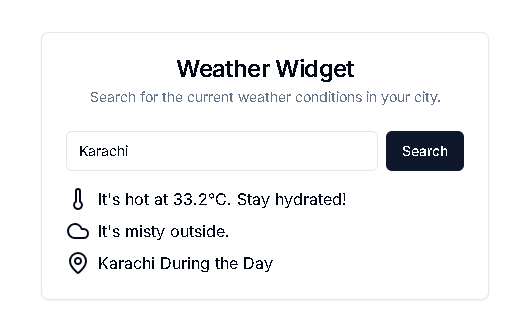 Weather Widget
Search for the current weather conditions in your city.
Karachi Search
It's hot at 33.2°C. Stay hydrated!
It's misty outside.
Karachi During the Day